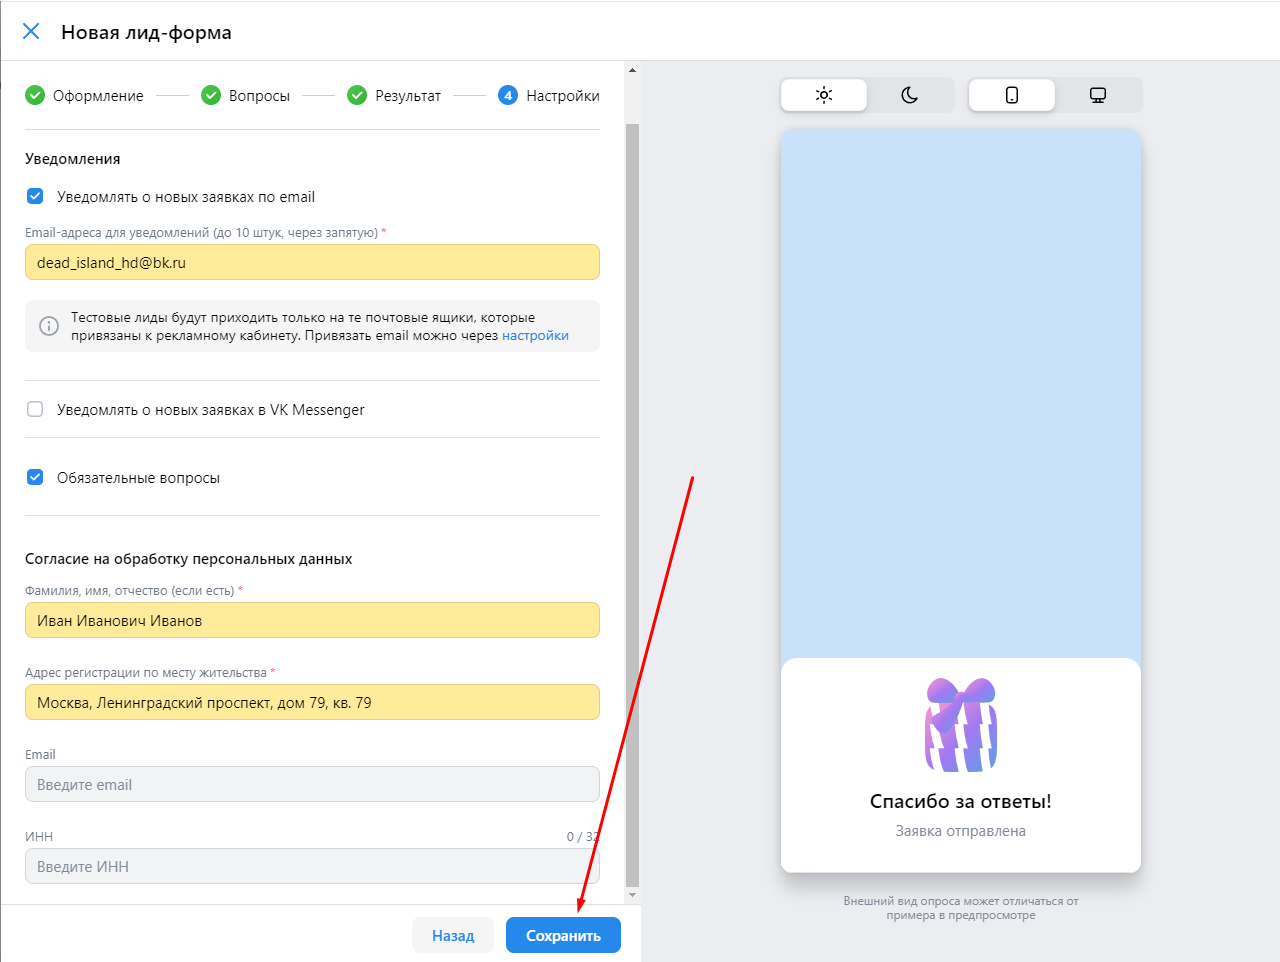 Новая лид-форма
Оформление
Вопросы
Результат
4 Настройки
Уведомления
Уведомлять о новых заявках по email
Email-адреса для уведомлений (до 10 штук, через запятую) *
dead_island_hd@bk.ru
Тестовые лиды будут приходить только на те почтовые ящики, которые
привязаны к рекламному кабинету. Привязать email можно через настройки
Уведомлять о новых заявках в VK Messenger
Обязательные вопросы
Согласие на обработку персональных данных
Фамилия, имя, отчество (если есть) *
Иван Иванович Иванов
Адрес регистрации по месту жительства *
Москва, Ленинградский проспект, дом 79, кв. 79
Email
Введите email
ИНН
0 / 32
Введите ИНН
Назад
Сохранить
Спасибо за ответы!
Заявка отправлена
Внешний вид опроса может отличаться от
примера в предпросмотре